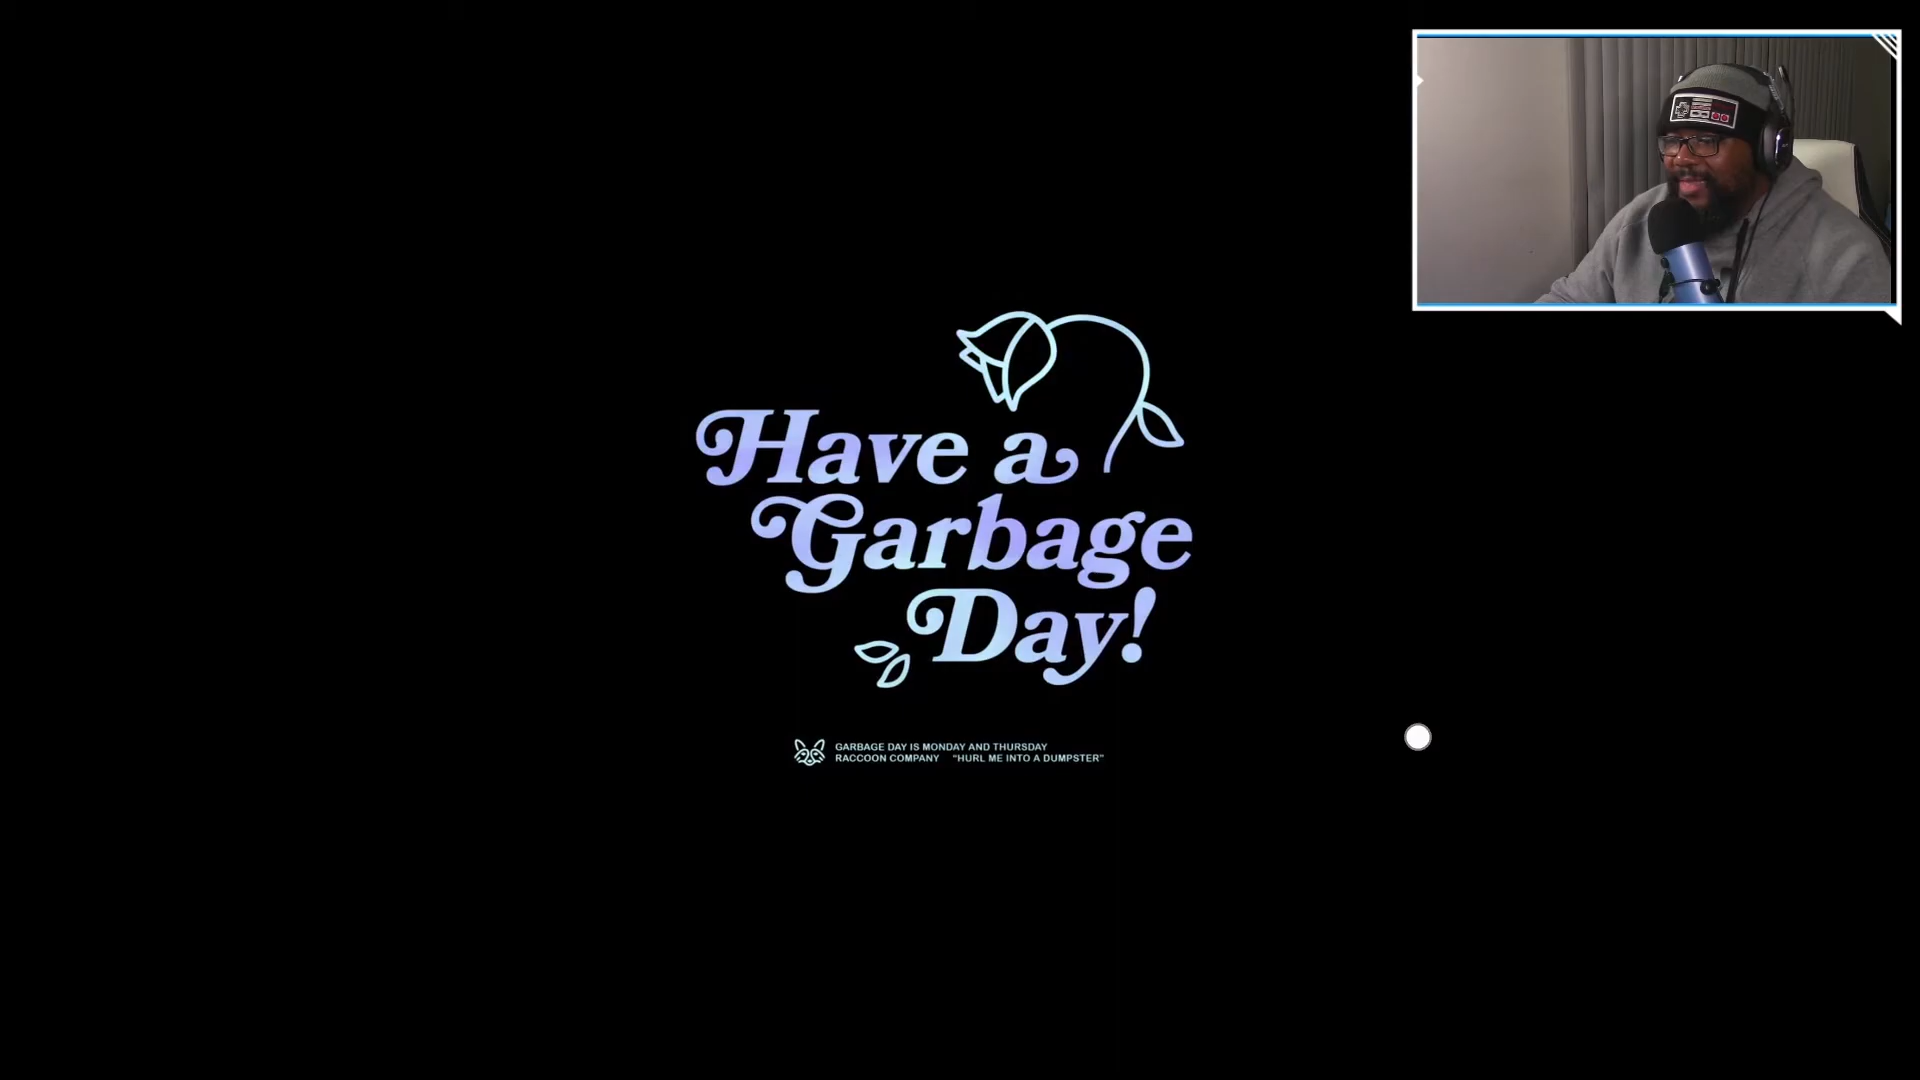 Have a
Garbage
Day!
GARBAGE DAY IS MONDAY AND THURSDAY
RACCOON COMPANY “HURL ME INTO A DUMPSTER”